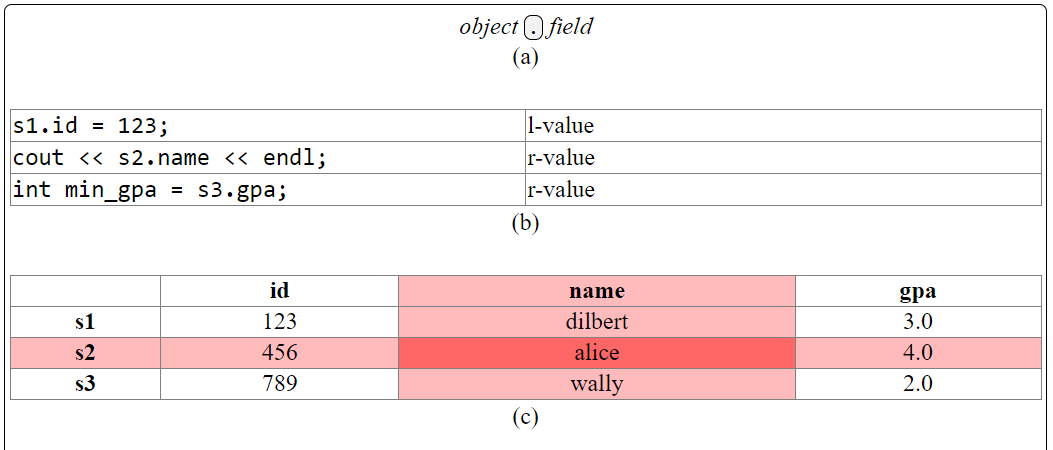 object . field
(a)
s1.id = 123; l-value
cout << s2.name << endl; r-value
int min_gpa = s3.gpa; r-value
(b)
id name gpa
s1 123 dilbert 3.0
s2 456 alice 4.0
s3 789 wally 2.0
(c)